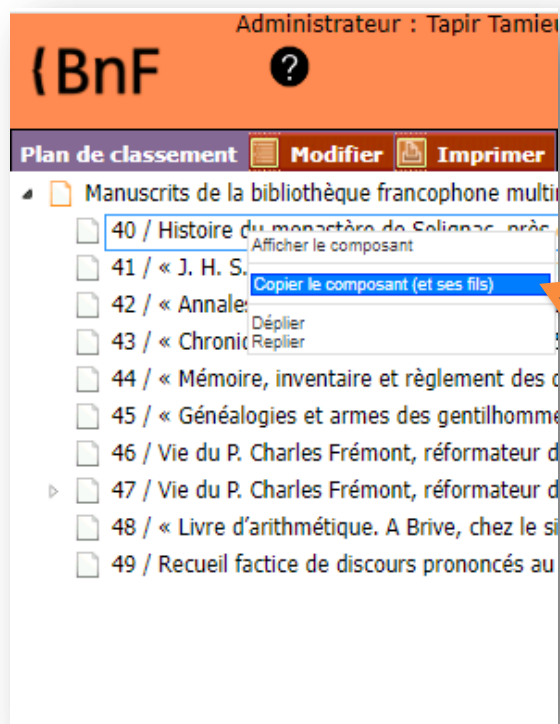 Administrateur : Tapir Tamie
{BnF
?
Plan de classement Modifier Imprimer
Manuscrits de la bibliothèque francophone
40 / Histoire du monastère de Solignac, près
Afficher le composant
41 / « J. H. S.
Copier le composant (et ses fils)
42 / « Annales
Déplier
43 / «
Replier
44 / « Mémoire, inventaire et règlement des
45 / « Généalogies et armes des gentilhomme
46 / Vie du P. Charles Frémont, réformateur d
47 / Vie du P. Charles Frémont, réformateur d
48 / « Livre d'arithmétique. A Brive, chez le si
49 / Recueil factice de discours prononcés au